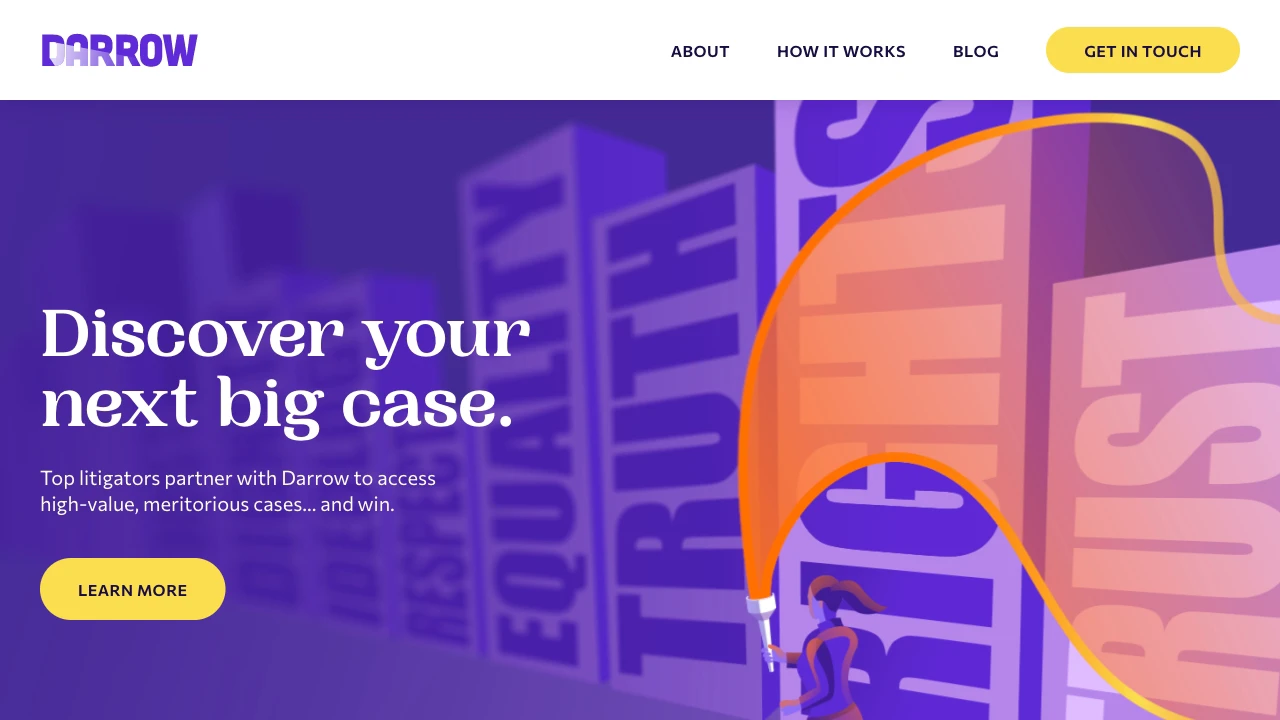 DARROW
ABOUT
HOW IT WORKS
BLOG
GET IN TOUCH
Discover your
next big case.
Top litigators partner with Darrow to access
high-value, meritorious cases... and win.
LEARN MORE
RESPECT
EQUALITY
TRUTH
RIGHTS
TRUST